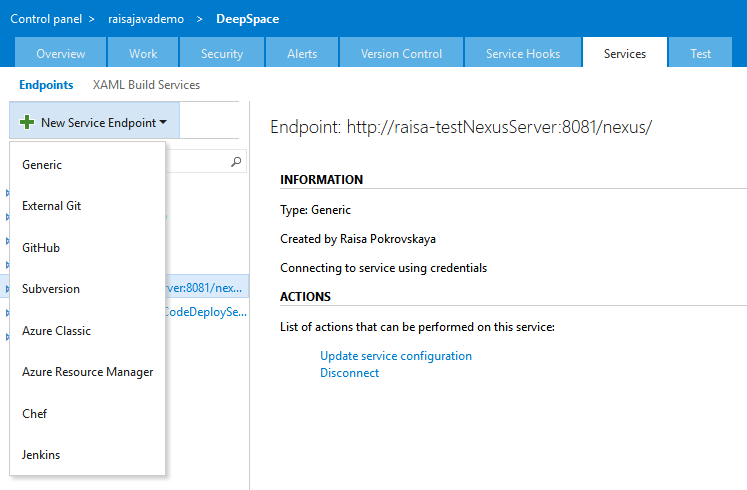 Control panel > raisajavademo > DeepSpace
Overview Work Security Alerts Version Control Service Hooks Services Test
Endpoints XAML Build Services
New Service Endpoint
Generic
External Git
GitHub
Subversion
Azure Classic
Azure Resource Manager
Chef
Jenkins
ver:8081/nex...
CodeDeploySe...
Endpoint: http://raisa-testNexusServer:8081/nexus/
INFORMATION
Type: Generic
Created by Raisa Pokrovskaya
Connecting to service using credentials
ACTIONS
List of actions that can be performed on this service:
Update service configuration
Disconnect